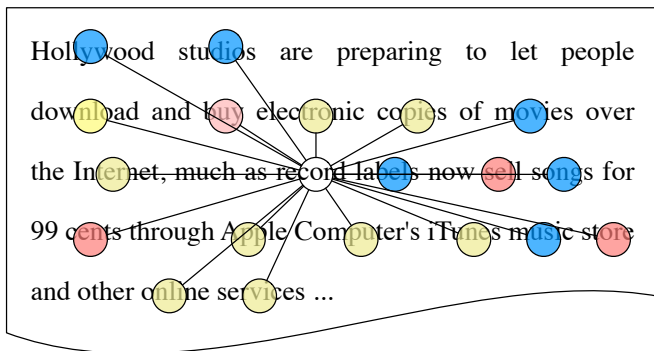 Hollywood studios are preparing to let people
download and buy electronic copies of movies over
the Internet, much as record labels now sell songs for
99 cents through Apple Computer's iTunes music store
and other online services ...